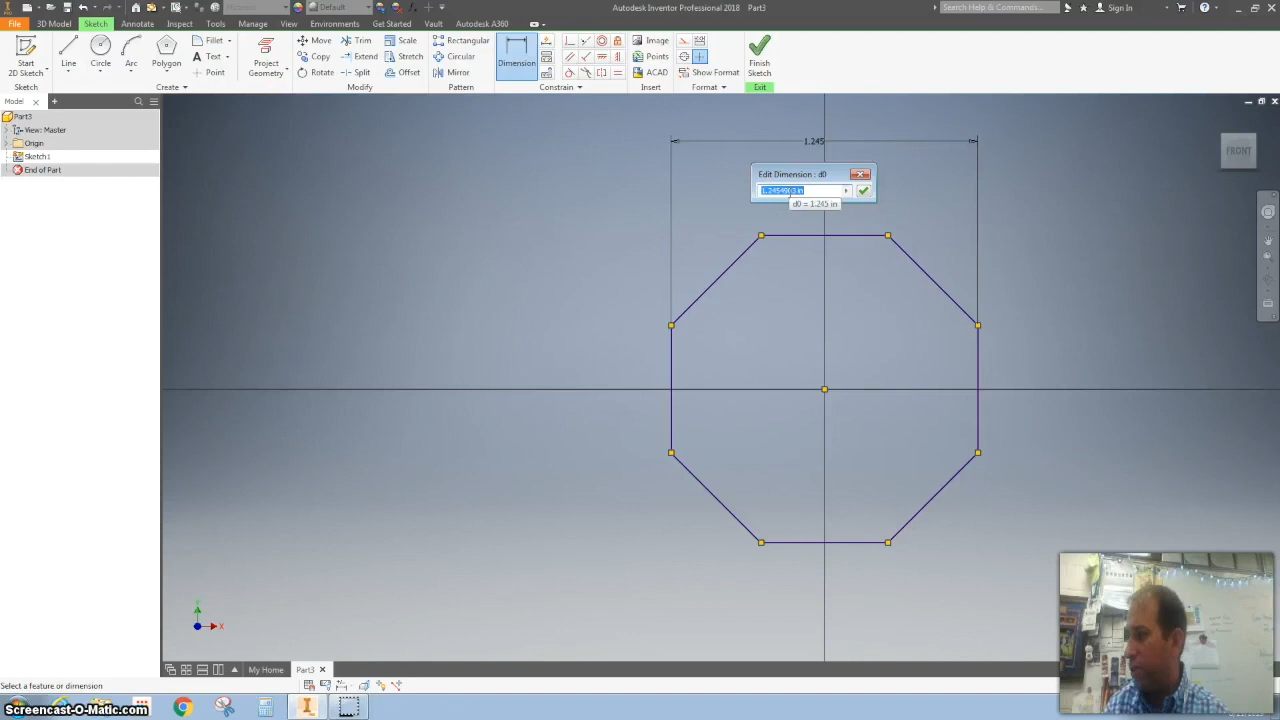 Material
Default
Autodesk Inventor Professional 2018 Part3
Search Help & Commands...
Sign In
File
3D Model
Sketch
Annotate
Inspect
Tools
Manage
View
Environments
Get Started
Vault
Autodesk A360
Start
2D Sketch
Line
Circle
Arc
Polygon
Fillet
Text
Point
Project
Geometry
Move
Copy
Rotate
Trim
Extend
Split
Scale
Stretch
Offset
Rectangular
Circular
Mirror
Dimension
Image
Points
ACAD
Show Format
Finish
Sketch
Sketch
Create
Modify
Pattern
Constrain
Insert
Format
Exit
Model
Part3
View: Master
Origin
Sketch1
End of Part
1.245
Edit Dimension : d0
d0 = 1.245 in
FRONT
Y
X
My Home
Part3
Select a feature or dimension
Screencast-O-Matic.com